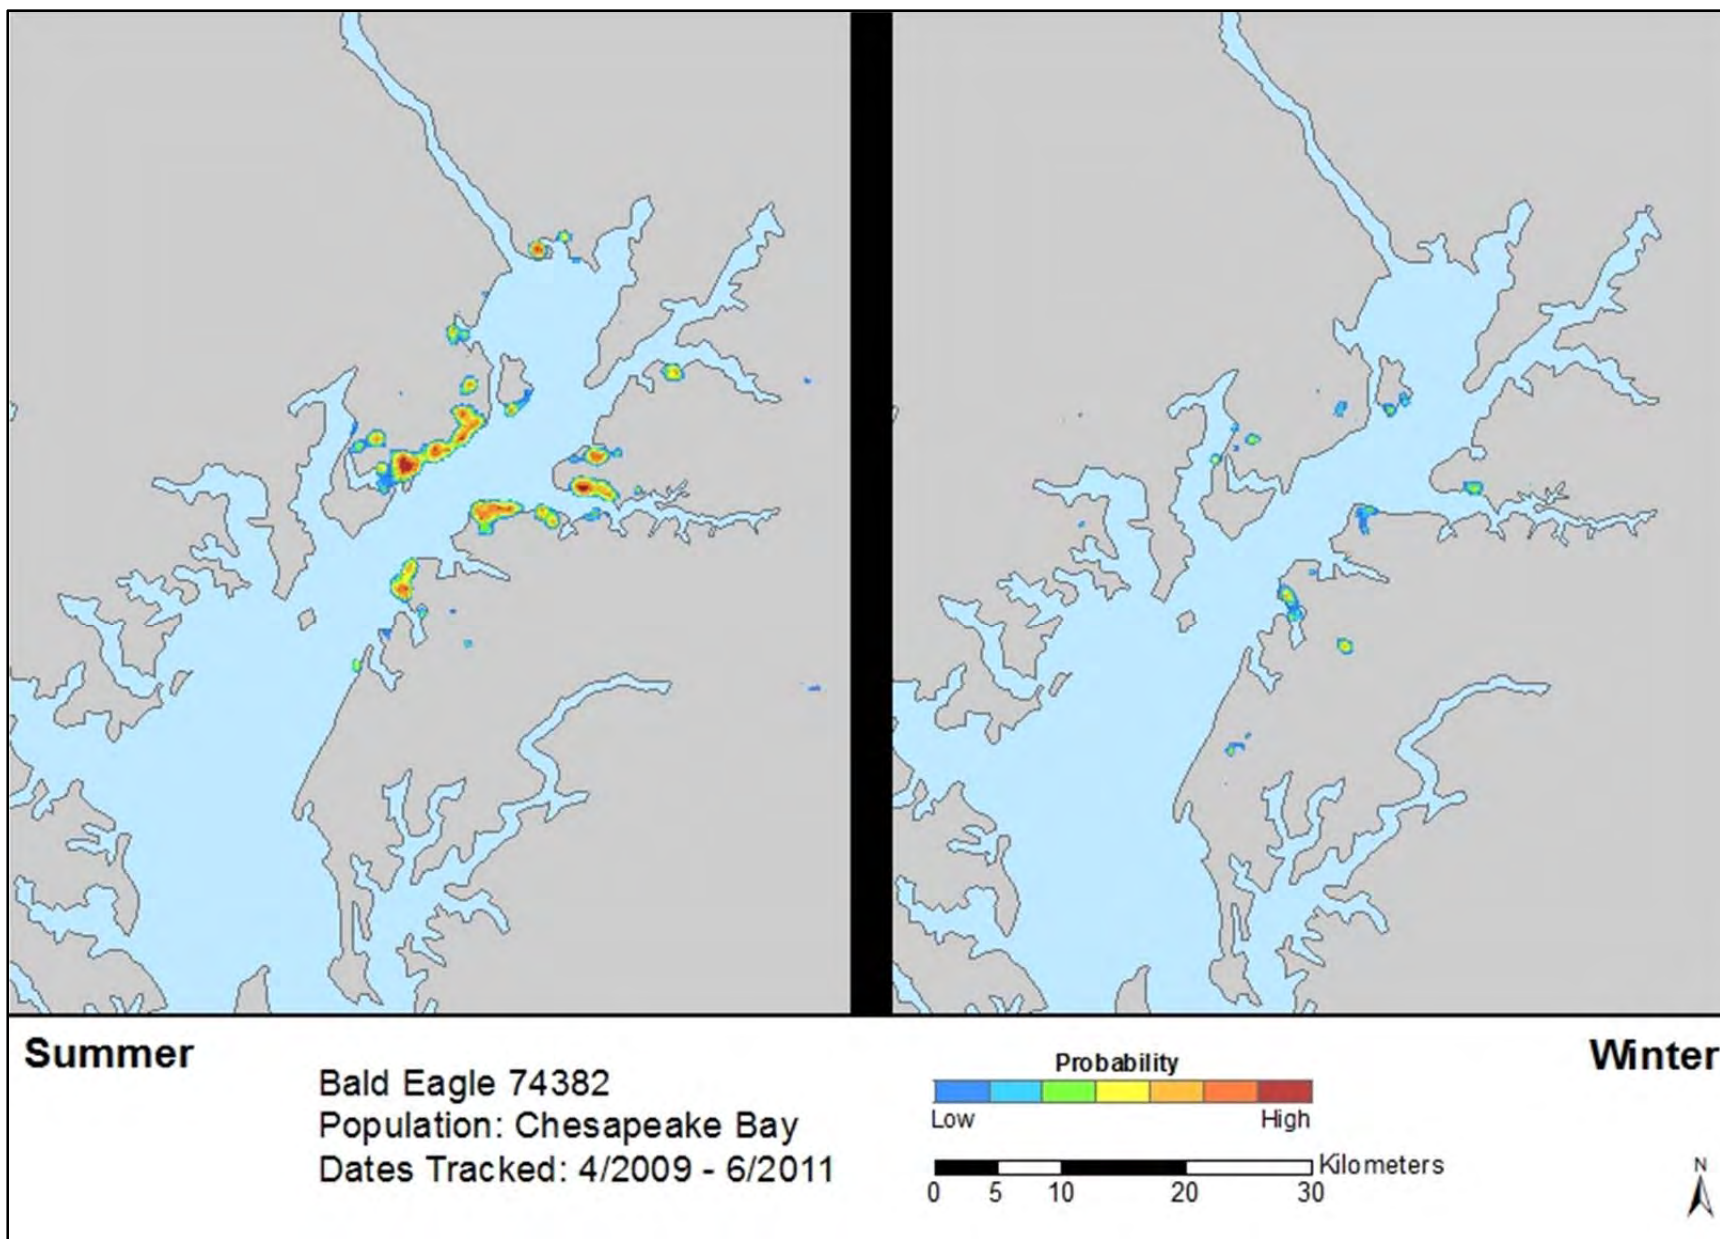 Summer
Winter
Bald Eagle 74382
Population: Chesapeake Bay
Dates Tracked: 4/2009 - 6/2011
Probability
Low High
Kilometers
0 5 10 20 30
N